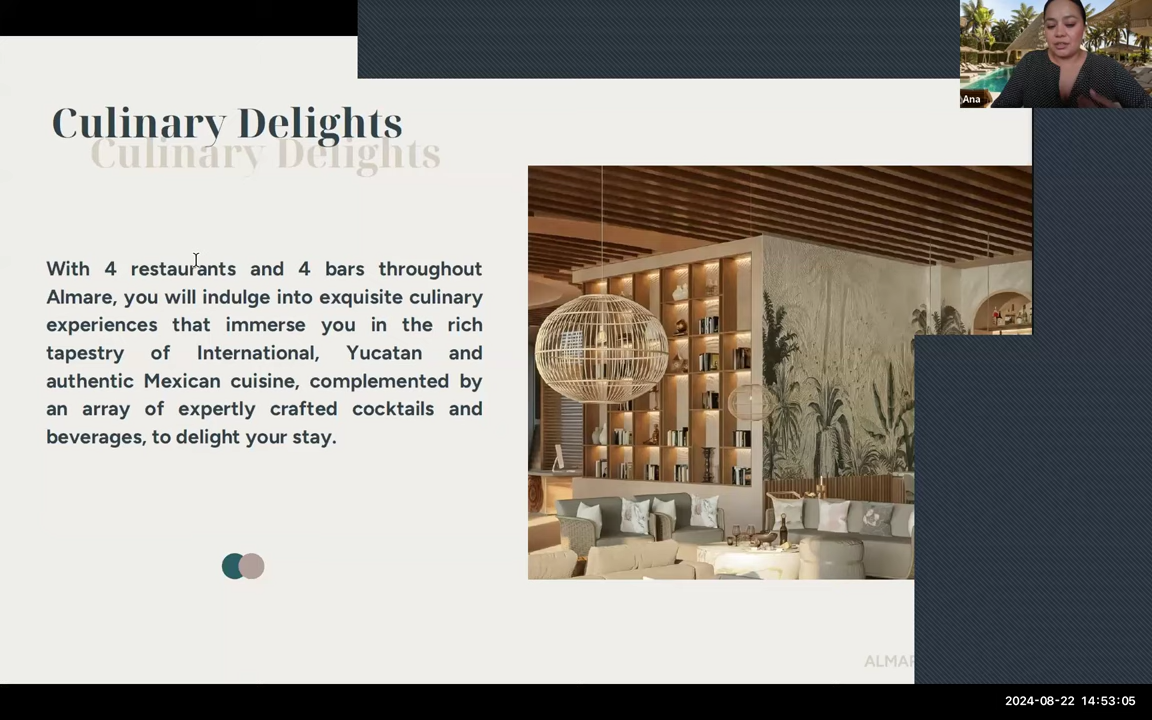 Ana
Culinary Delights
Culinary Delights
With 4 restaurants and 4 bars throughout
Almare, you will indulge into exquisite culinary
experiences that immerse you in the rich
tapestry of International, Yucatan and
authentic Mexican cuisine, complemented by
an array of expertly crafted cocktails and
beverages, to delight your stay.
ALMAR
2024-08-22 14:53:05